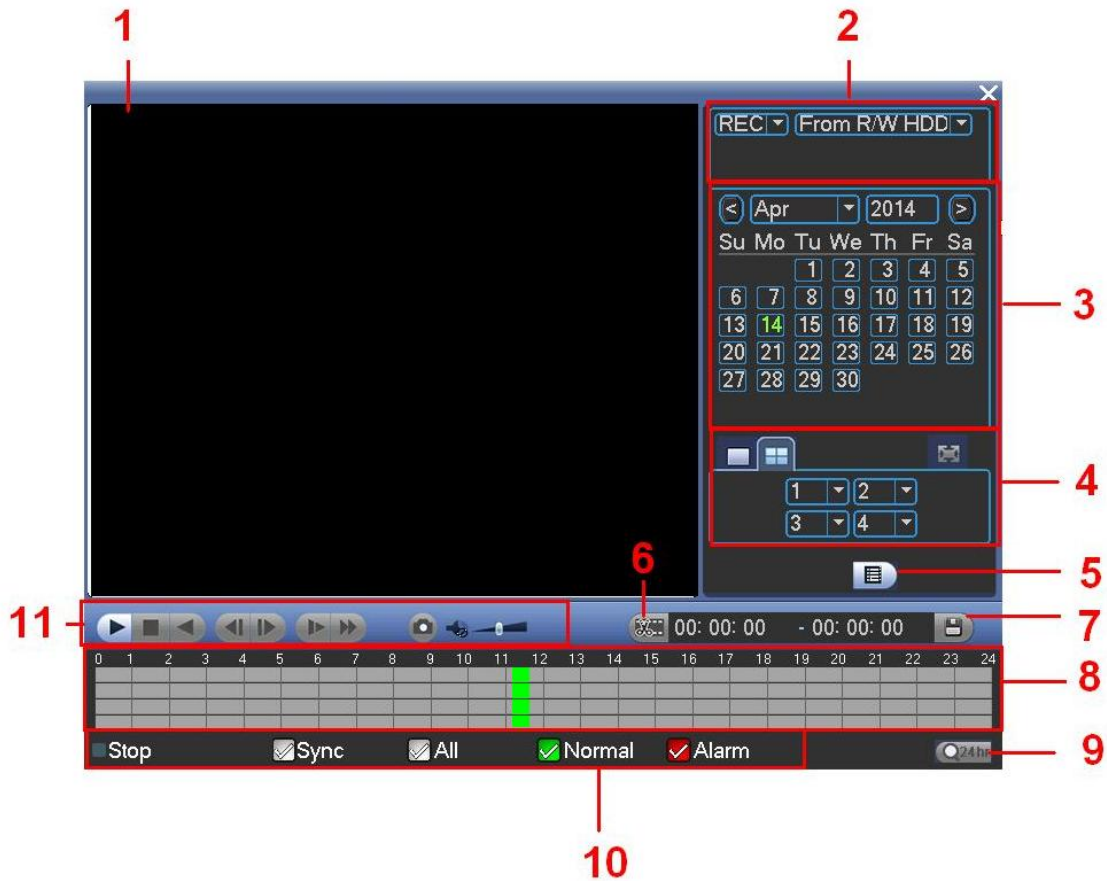 1
2
REC From R/W HDD
< Apr 2014 >
Su Mo Tu We Th Fr Sa
1 2 3 4 5
6 7 8 9 10 11 12
13 14 15 16 17 18 19
20 21 22 23 24 25 26
27 28 29 30
3
1 2
3 4
4
5
6
00: 00: 00 - 00: 00: 00
7
11
0 1 2 3 4 5 6 7 8 9 10 11 12 13 14 15 16 17 18 19 20 21 22 23 24
8
Stop Sync All Normal Alarm
24hr
9
10